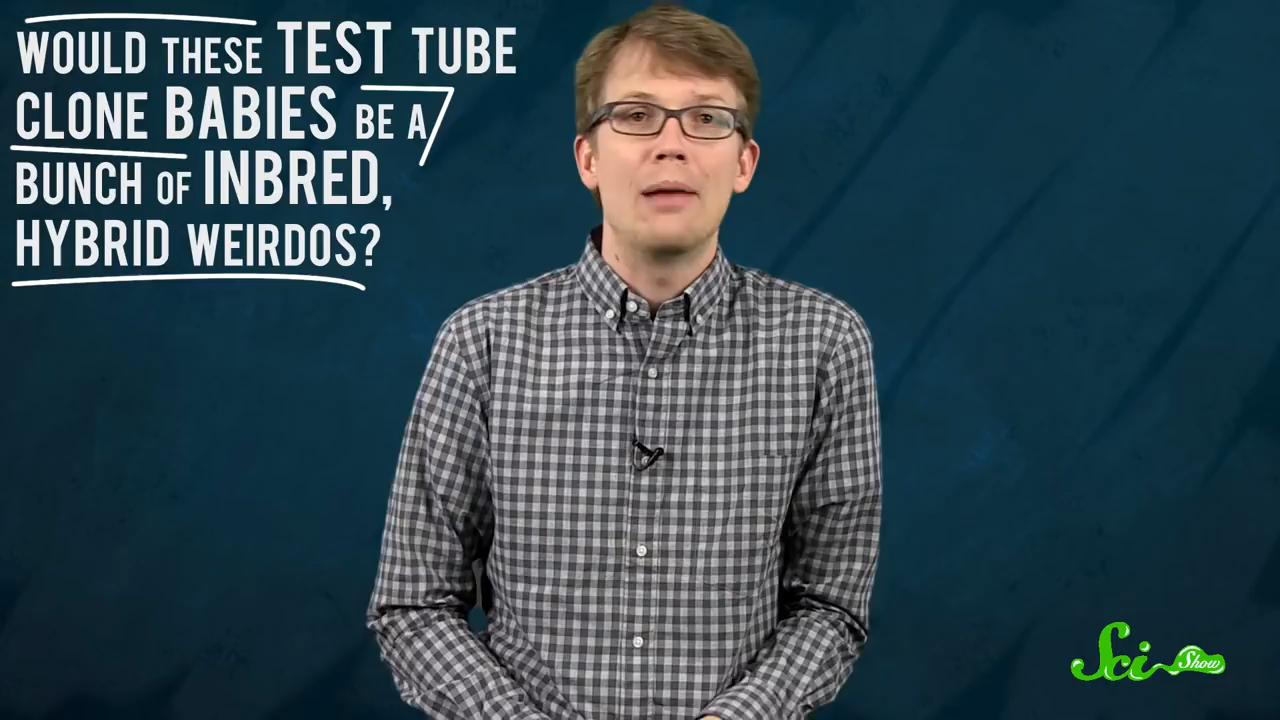 WOULD THESE TEST TUBE
CLONE BABIES BE A
BUNCH OF INBRED,
HYBRID WEIRDOS?
Sci Show